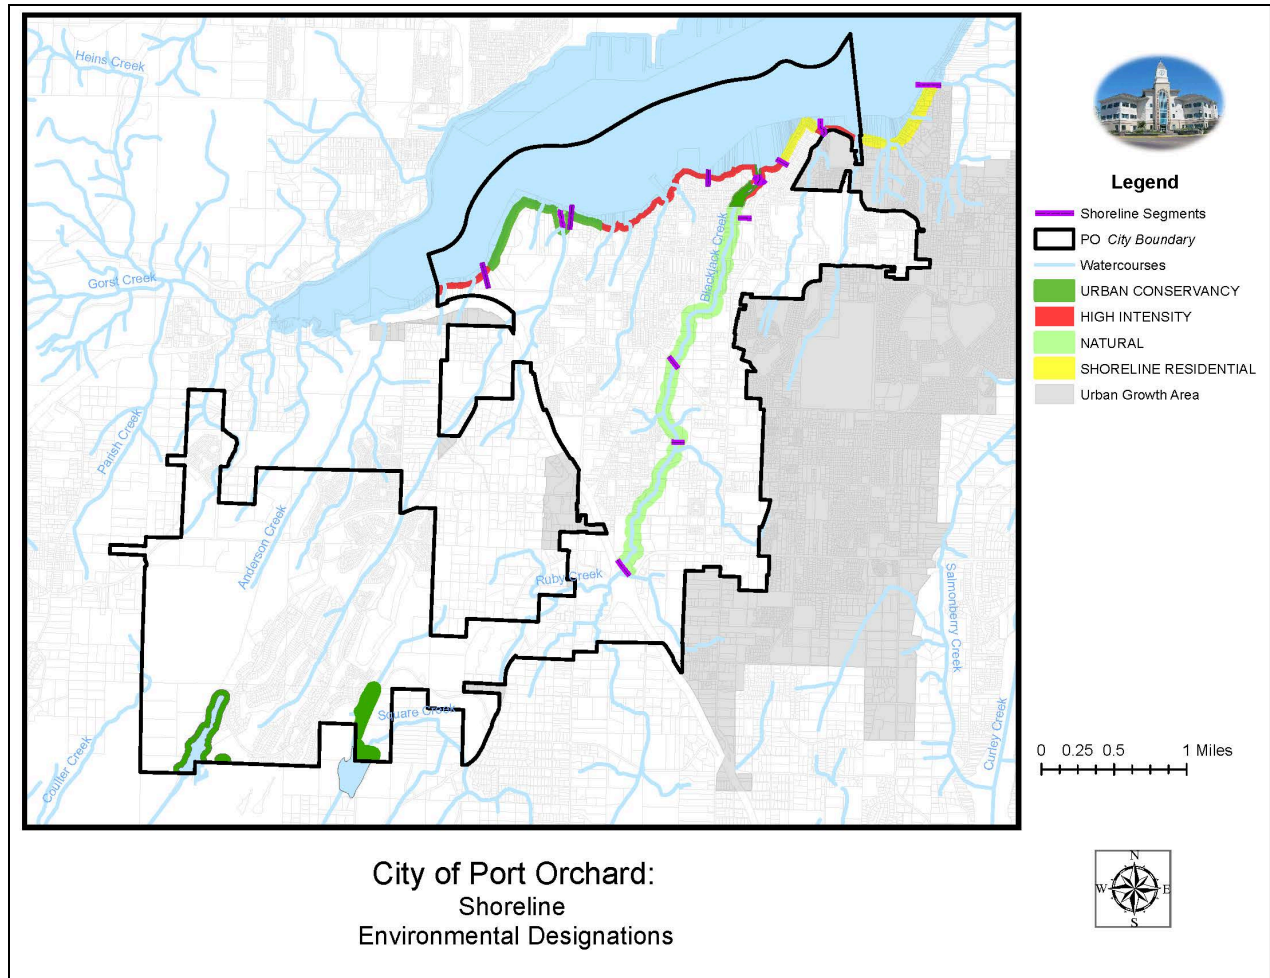 Heins Creek
Gorst Creek
Parish Creek
Anderson Creek
Blackjack Creek
Ruby Creek
Square Creek
Coulter Creek
Salmonberry Creek
Curley Creek
Legend
Shoreline Segments
PO City Boundary
Watercourses
URBAN CONSERVANCY
HIGH INTENSITY
NATURAL
SHORELINE RESIDENTIAL
Urban Growth Area
0 0.25 0.5 1 Miles
N
W E
S
City of Port Orchard:
Shoreline
Environmental Designations